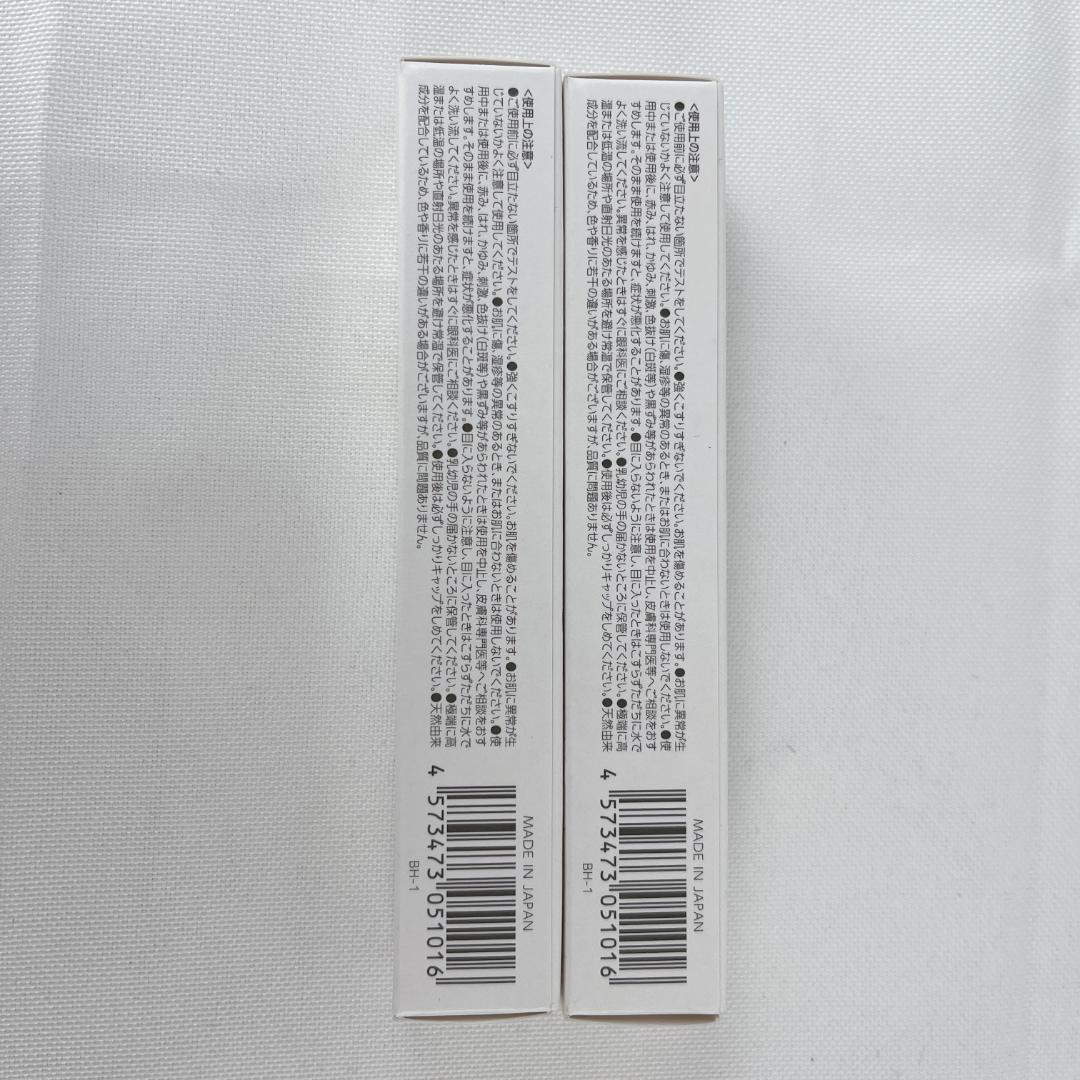 <使用上の注意>
●ご使用前に必ず目立たない箇所でテストをしてください。●強くこすりすぎないでください。お肌を傷めることがあります。●お肌に異常が生
じていないかよく注意して使用してください。●お肌に傷、湿疹等の異常のあるとき、またはお肌に合わないときは使用しないでください。●使
用中または使用後に、赤み、はれ、かゆみ、刺激、色抜け(白斑等)や黒ずみ等があらわれたときは使用を中止し、皮膚科専門医等へご相談をおす
すめします。そのまま使用を続けますと、症状が悪化することがあります。●目に入らないように注意し、目に入ったときはこすらずただちに水で
よく洗い流してください。異常を感じたときはすぐに眼科医にご相談ください。●乳幼児の手の届かないところに保管してください。●極端に高
温または低温の場所や直射日光のあたる場所を避け常温で保管してください。●使用後は必ずしっかりキャップをしめてください。●天然由来
成分を配合しているため、色や香りに若干の違いがある場合がございますが、品質に問題ありません。
MADE IN JAPAN
4 573473 051016
BH-1
<使用上の注意>
●ご使用前に必ず目立たない箇所でテストをしてください。●強くこすりすぎないでください。お肌を傷めることがあります。●お肌に異常が生
じていないかよく注意して使用してください。●お肌に傷、湿疹等の異常のあるとき、またはお肌に合わないときは使用しないでください。●使
用中または使用後に、赤み、はれ、かゆみ、刺激、色抜け(白斑等)や黒ずみ等があらわれたときは使用を中止し、皮膚科専門医等へご相談をおす
すめします。そのまま使用を続けますと、症状が悪化することがあります。●目に入らないように注意し、目に入ったときはこすらずただちに水で
よく洗い流してください。異常を感じたときはすぐに眼科医にご相談ください。●乳幼児の手の届かないところに保管してください。●極端に高
温または低温の場所や直射日光のあたる場所を避け常温で保管してください。●使用後は必ずしっかりキャップをしめてください。●天然由来
成分を配合しているため、色や香りに若干の違いがある場合がございますが、品質に問題ありません。
MADE IN JAPAN
4 573473 051016
BH-1